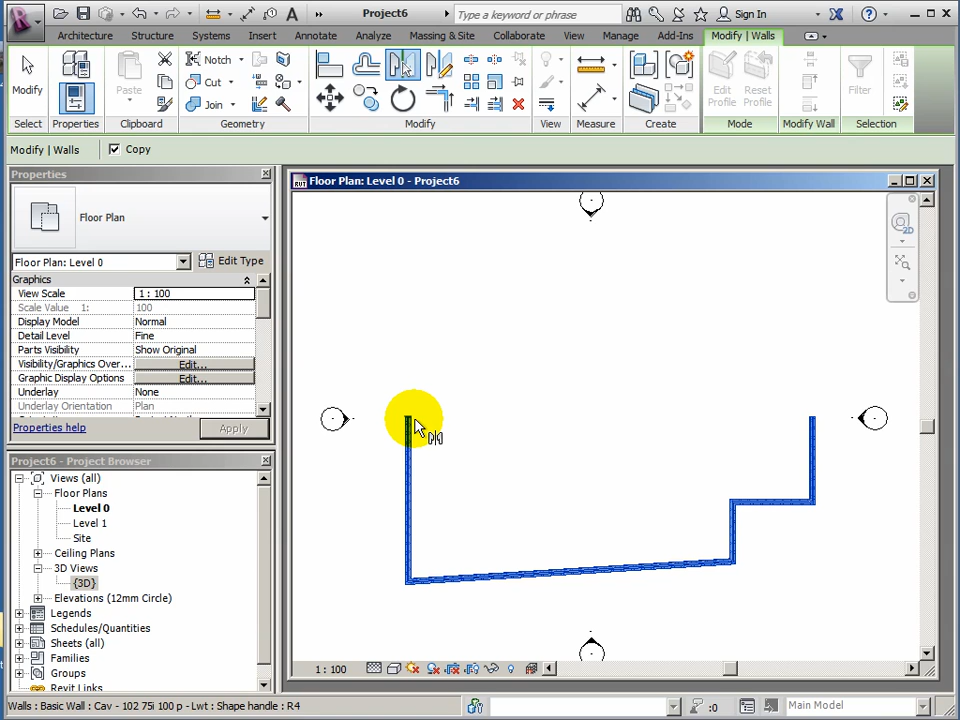 Project6
Type a keyword or phrase
Sign In
Architecture
Structure
Systems
Insert
Annotate
Analyze
Massing & Site
Collaborate
View
Manage
Add-Ins
Modify | Walls
Modify
Paste
Notch
Cut
Join
Edit
Profile
Reset
Profile
Filter
Select
Properties
Clipboard
Geometry
Modify
View
Measure
Create
Mode
Modify Wall
Selection
Modify | Walls
Copy
Properties
Floor Plan
Floor Plan: Level 0
Edit Type
Graphics
View Scale
1 : 100
Scale Value 1:
100
Display Model
Normal
Detail Level
Fine
Parts Visibility
Show Original
Visibility/Graphics Over...
Edit...
Graphic Display Options
Edit...
Underlay
None
Underlay Orientation
Plan
Properties help
Apply
Project6 - Project Browser
Views (all)
Floor Plans
Level 0
Level 1
Site
Ceiling Plans
3D Views
{3D}
Elevations (12mm Circle)
Legends
Schedules/Quantities
Sheets (all)
Families
Groups
Revit Links
Floor Plan: Level 0 - Project6
2D
1 : 100
Walls : Basic Wall : Cav - 102 75i 100 p - Lwt : Shape handle : R4
:0
Main Model